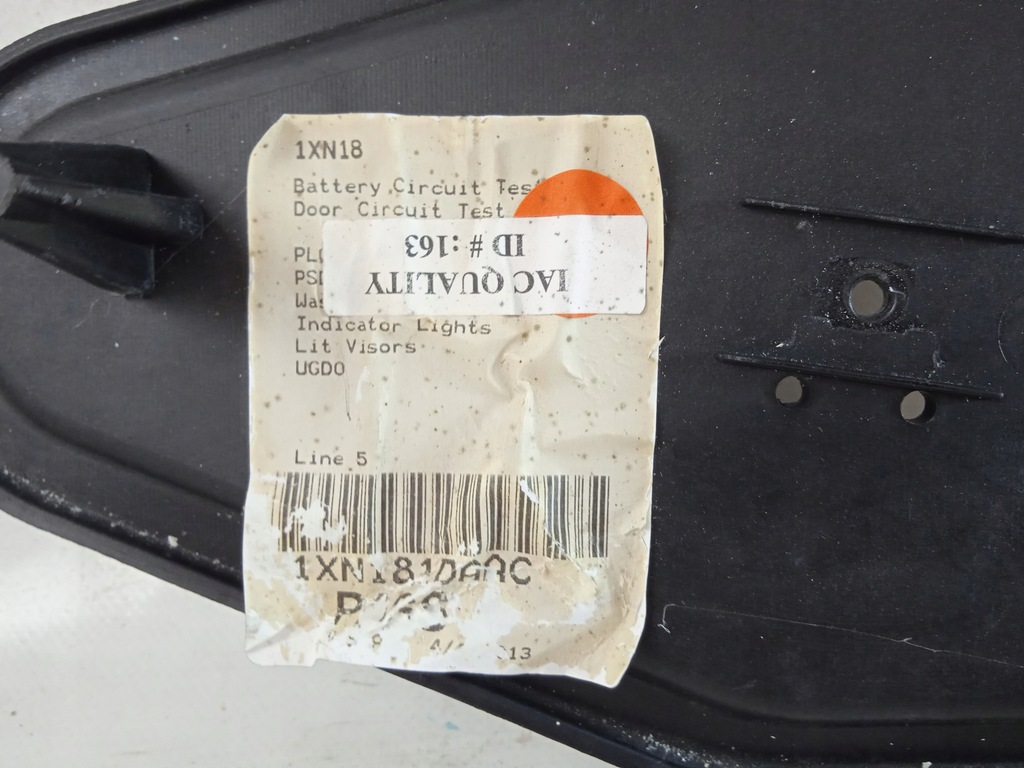 1XN18
Battery Circuit Test
Door Circuit Test
IAC QUALITY
ID #:163
Indicator Lights
Lit Visors
UGDO
Line 5
1XN181DAAC